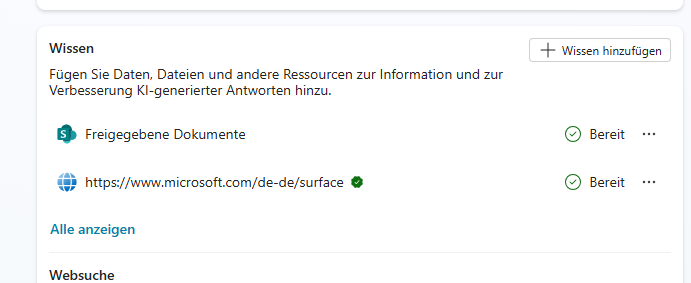 Wissen
Wissen hinzufügen
Fügen Sie Daten, Dateien und andere Ressourcen zur Information und zur
Verbesserung KI-generierter Antworten hinzu.
S
Freigegebene Dokumente
Bereit
https://www.microsoft.com/de-de/surface
Bereit
Alle anzeigen
Websuche